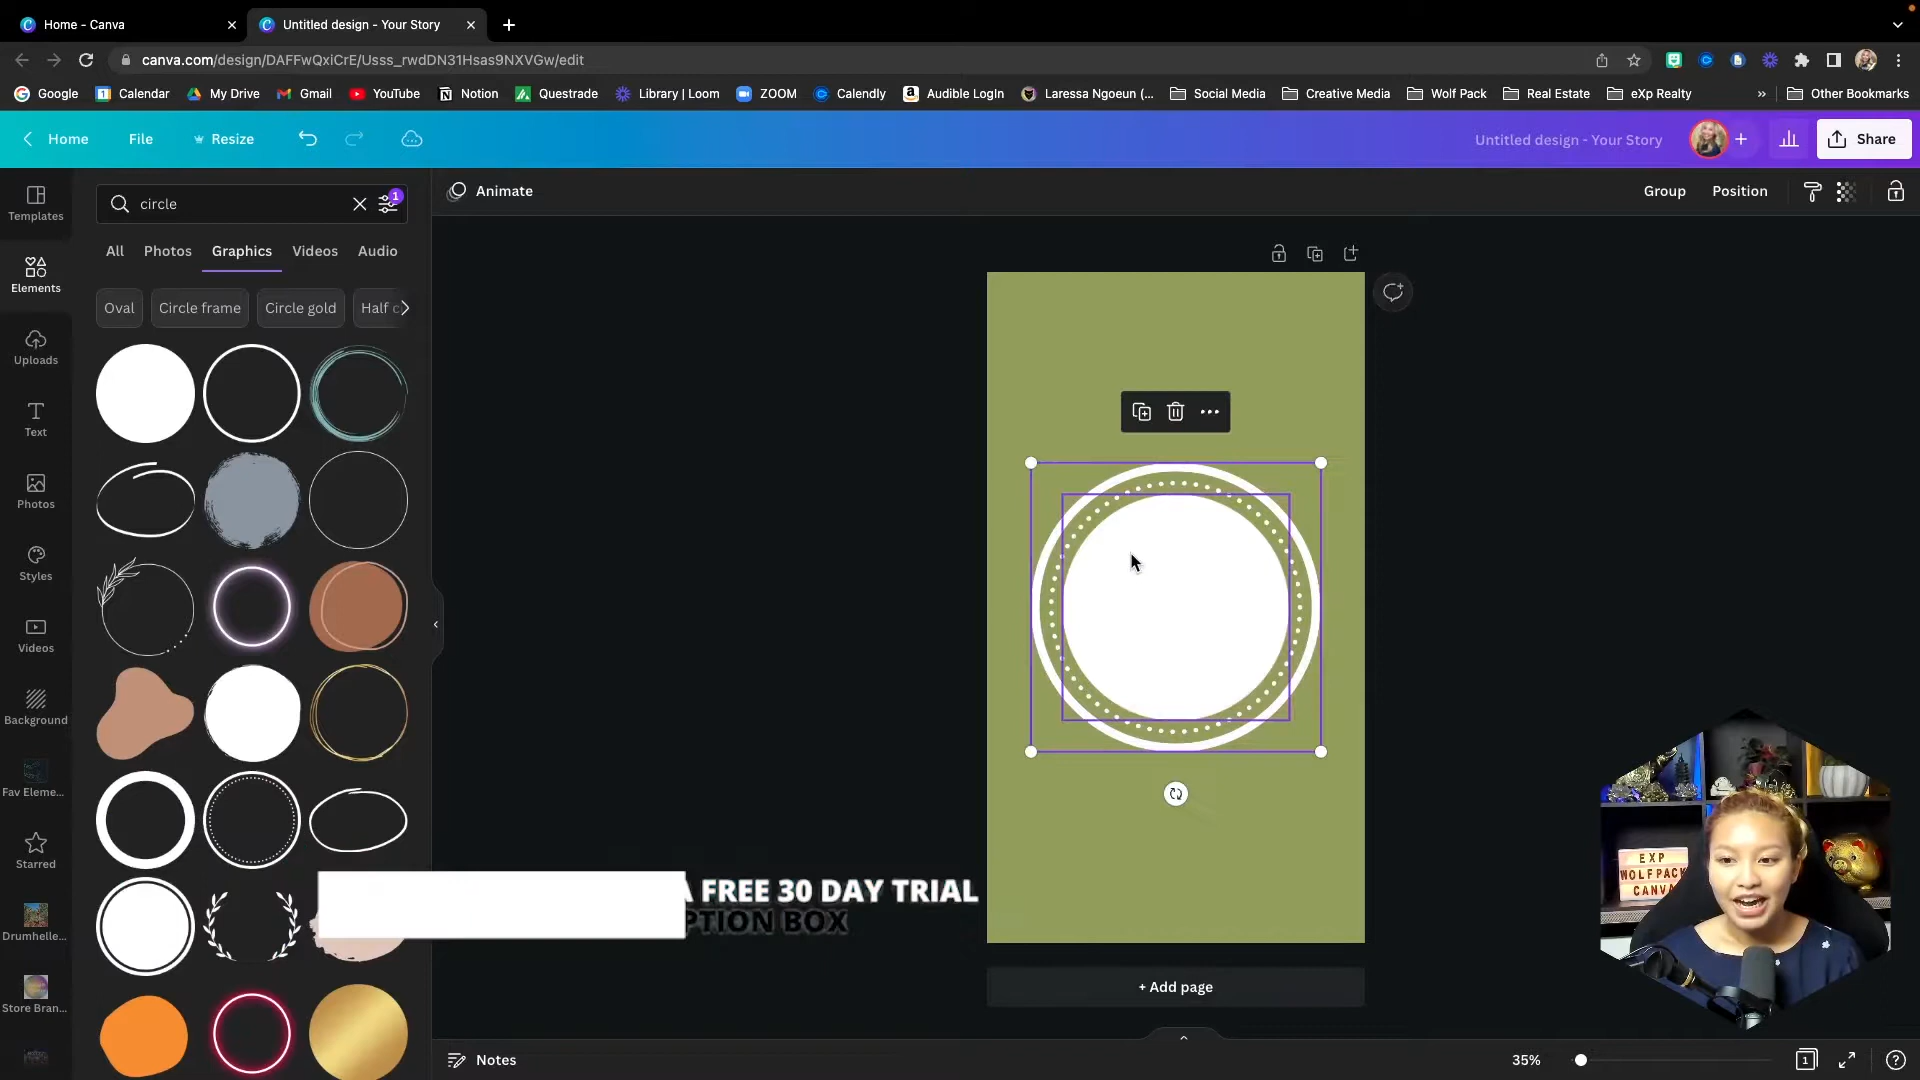 Home - Canva
Untitled design - Your Story
canva.com/design/DAFFwQxiCrE/Usss_rwdDN31Hsas9NXVGw/edit
Google
Calendar
My Drive
Gmail
YouTube
Notion
Questrade
Library | Loom
ZOOM
Calendly
Audible LogIn
Laressa Ngoeun (...
Social Media
Creative Media
Wolf Pack
Real Estate
eXp Realty
»
Other Bookmarks
Home
File
Resize
Untitled design - Your Story
Share
Templates
circle
1
Animate
Group
Position
Elements
All
Photos
Graphics
Videos
Audio
Oval
Circle frame
Circle gold
Half c
Uploads
Text
Photos
Styles
Videos
Background
Fav Eleme...
Starred
Drumhelle...
Store Bran...
A FREE 30 DAY TRIAL
PTION BOX
EXP
WOLFPACK
CANVA
+ Add page
Notes
35%
1